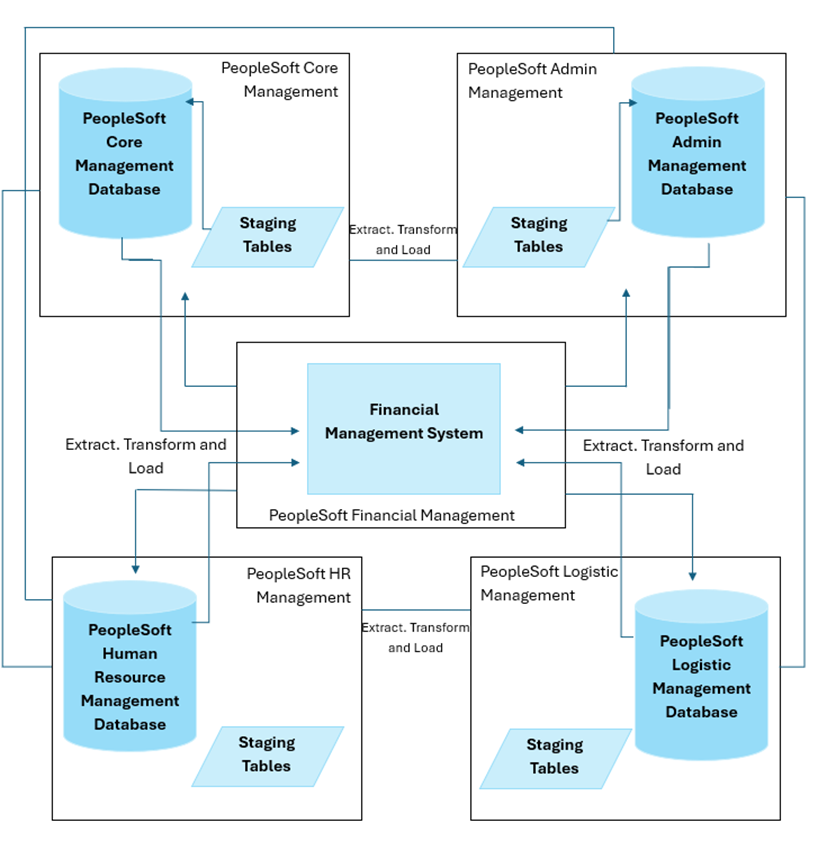 PeopleSoft Core
Management
PeopleSoft
Core
Management
Database
Staging
Tables
Extract. Transform
and Load
PeopleSoft Admin
Management
PeopleSoft
Admin
Management
Database
Staging
Tables
Financial
Management System
PeopleSoft Financial Management
Extract. Transform and
Load
Extract. Transform and
Load
PeopleSoft HR
Management
PeopleSoft
Human
Resource
Management
Database
Staging
Tables
Extract. Transform
and Load
PeopleSoft Logistic
Management
PeopleSoft
Logistic
Management
Database
Staging
Tables